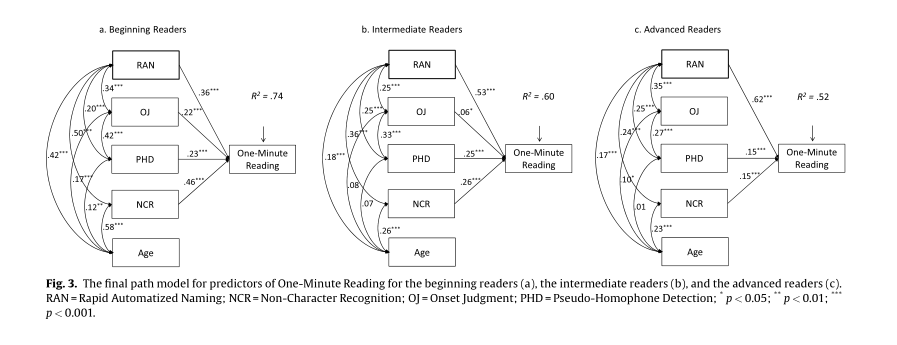 a. Beginning Readers
RAN
OJ
PHD
NCR
Age
.34***
.20***
.50***
.42***
.42***
.17***
.12**
.58***
.36***
.22***
.23***
.46***
R² = .74
One-Minute
Reading
b. Intermediate Readers
RAN
OJ
PHD
NCR
Age
.25***
.25***
.36***
.33***
.18***
.08
.07
.26***
.53***
.06*
.25***
.26***
R² = .60
One-Minute
Reading
c. Advanced Readers
RAN
OJ
PHD
NCR
Age
.35***
.25***
.24***
.27***
.17***
.10*
.01
.23***
.62***
.15***
.15***
R² = .52
One-Minute
Reading
Fig. 3. The final path model for predictors of One-Minute Reading for the beginning readers (a), the intermediate readers (b), and the advanced readers (c).
RAN = Rapid Automatized Naming; NCR = Non-Character Recognition; OJ = Onset Judgment; PHD = Pseudo-Homophone Detection; * p < 0.05; ** p < 0.01; ***
p < 0.001.